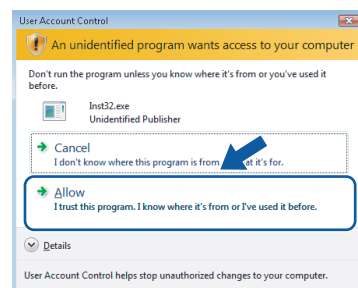 User Account Control
An unidentified program wants access to your computer
Don't run the program unless you know where it's from or you've used it
before.
Inst32.exe
Unidentified Publisher
Cancel
I don't know where this program is from at it's for.
Allow
I trust this program. I know where it's from or I've used it before.
Details
User Account Control helps stop unauthorized changes to your computer.